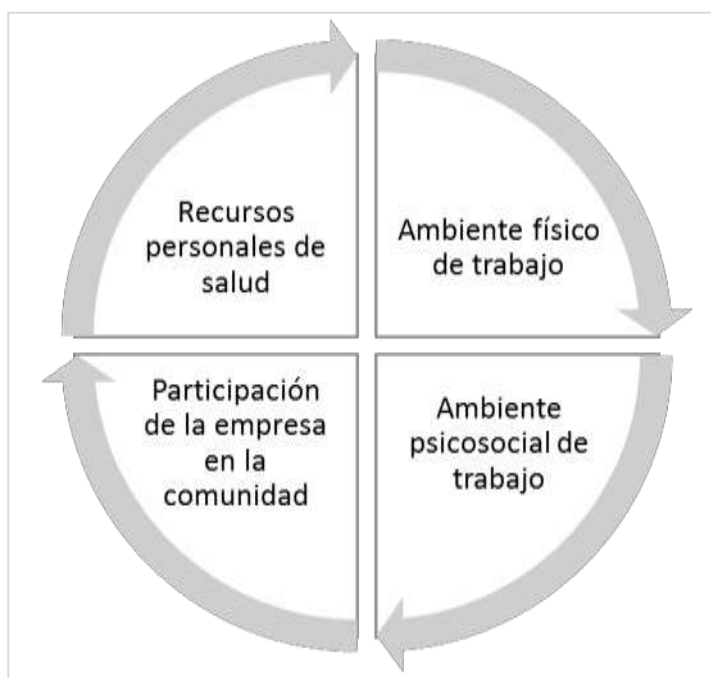 Recursos
personales de
salud
Ambiente físico
de trabajo
Participación
de la empresa
en la
comunidad
Ambiente
psicosocial de
trabajo